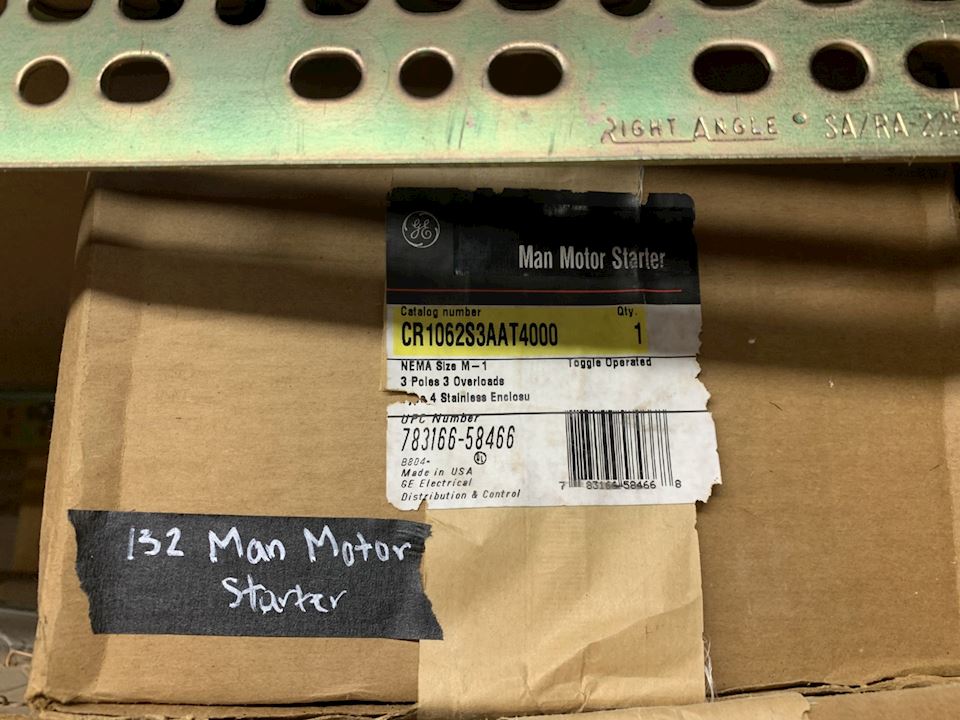 RIGHT ANGLE SA/RA-225
GE
Man Motor Starter
Catalog number Qty.
CR1062S3AAT4000 1
NEMA Size M-1 Toggle Operated
3 Poles 3 Overloads
4 Stainless Enclosu
UPC Number
783166-58466
B804-
UL
Made in USA
GE Electrical
Distribution & Control
7 83166-58466 8
132 Man Motor
Starter